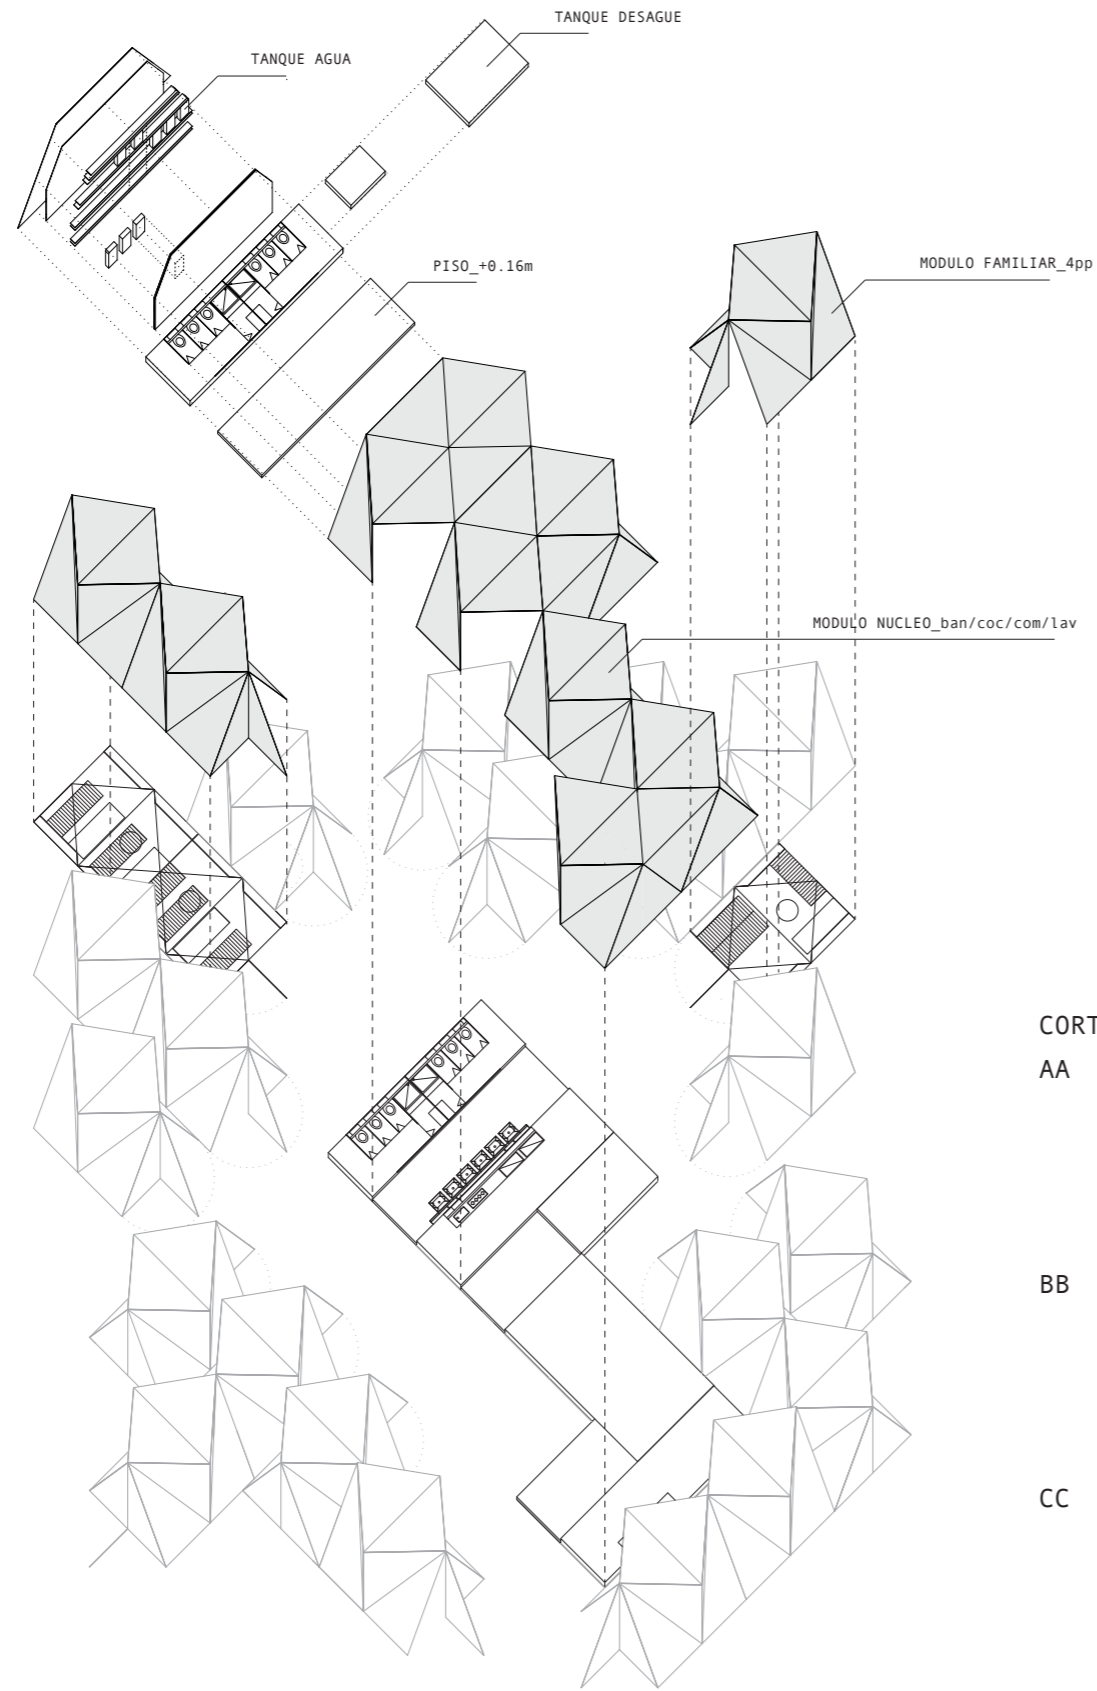 TANQUE DESAGUE
TANQUE AGUA
PISO_+0.16m
MODULO FAMILIAR_4pp
MODULO NUCLEO_ban/coc/com/lav
CORT
AA
BB
CC